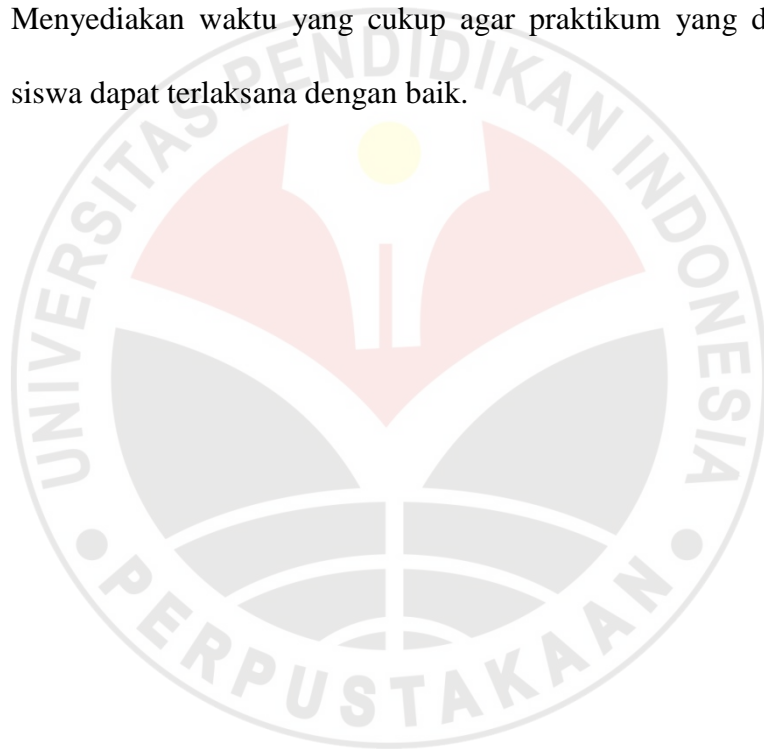 Menyediakan waktu yang cukup agar praktikum yang
siswa dapat terlaksana dengan baik.
UNIVERSITAS PENDIDIKAN INDONESIA
PERPUSTAKAAN